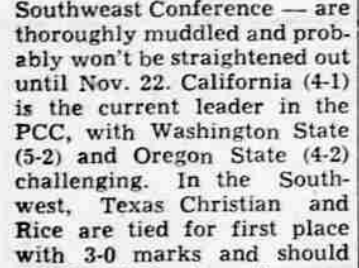 Southweast Conference — are
thoroughly muddled and prob-
ably won't be straightened out
until Nov. 22. California (4-1)
is the current leader in the
PCC, with Washington State
(5-2) and Oregon State (4-2)
challenging. In the South-
west, Texas Christian and
Rice are tied for first place
with 3-0 marks and should